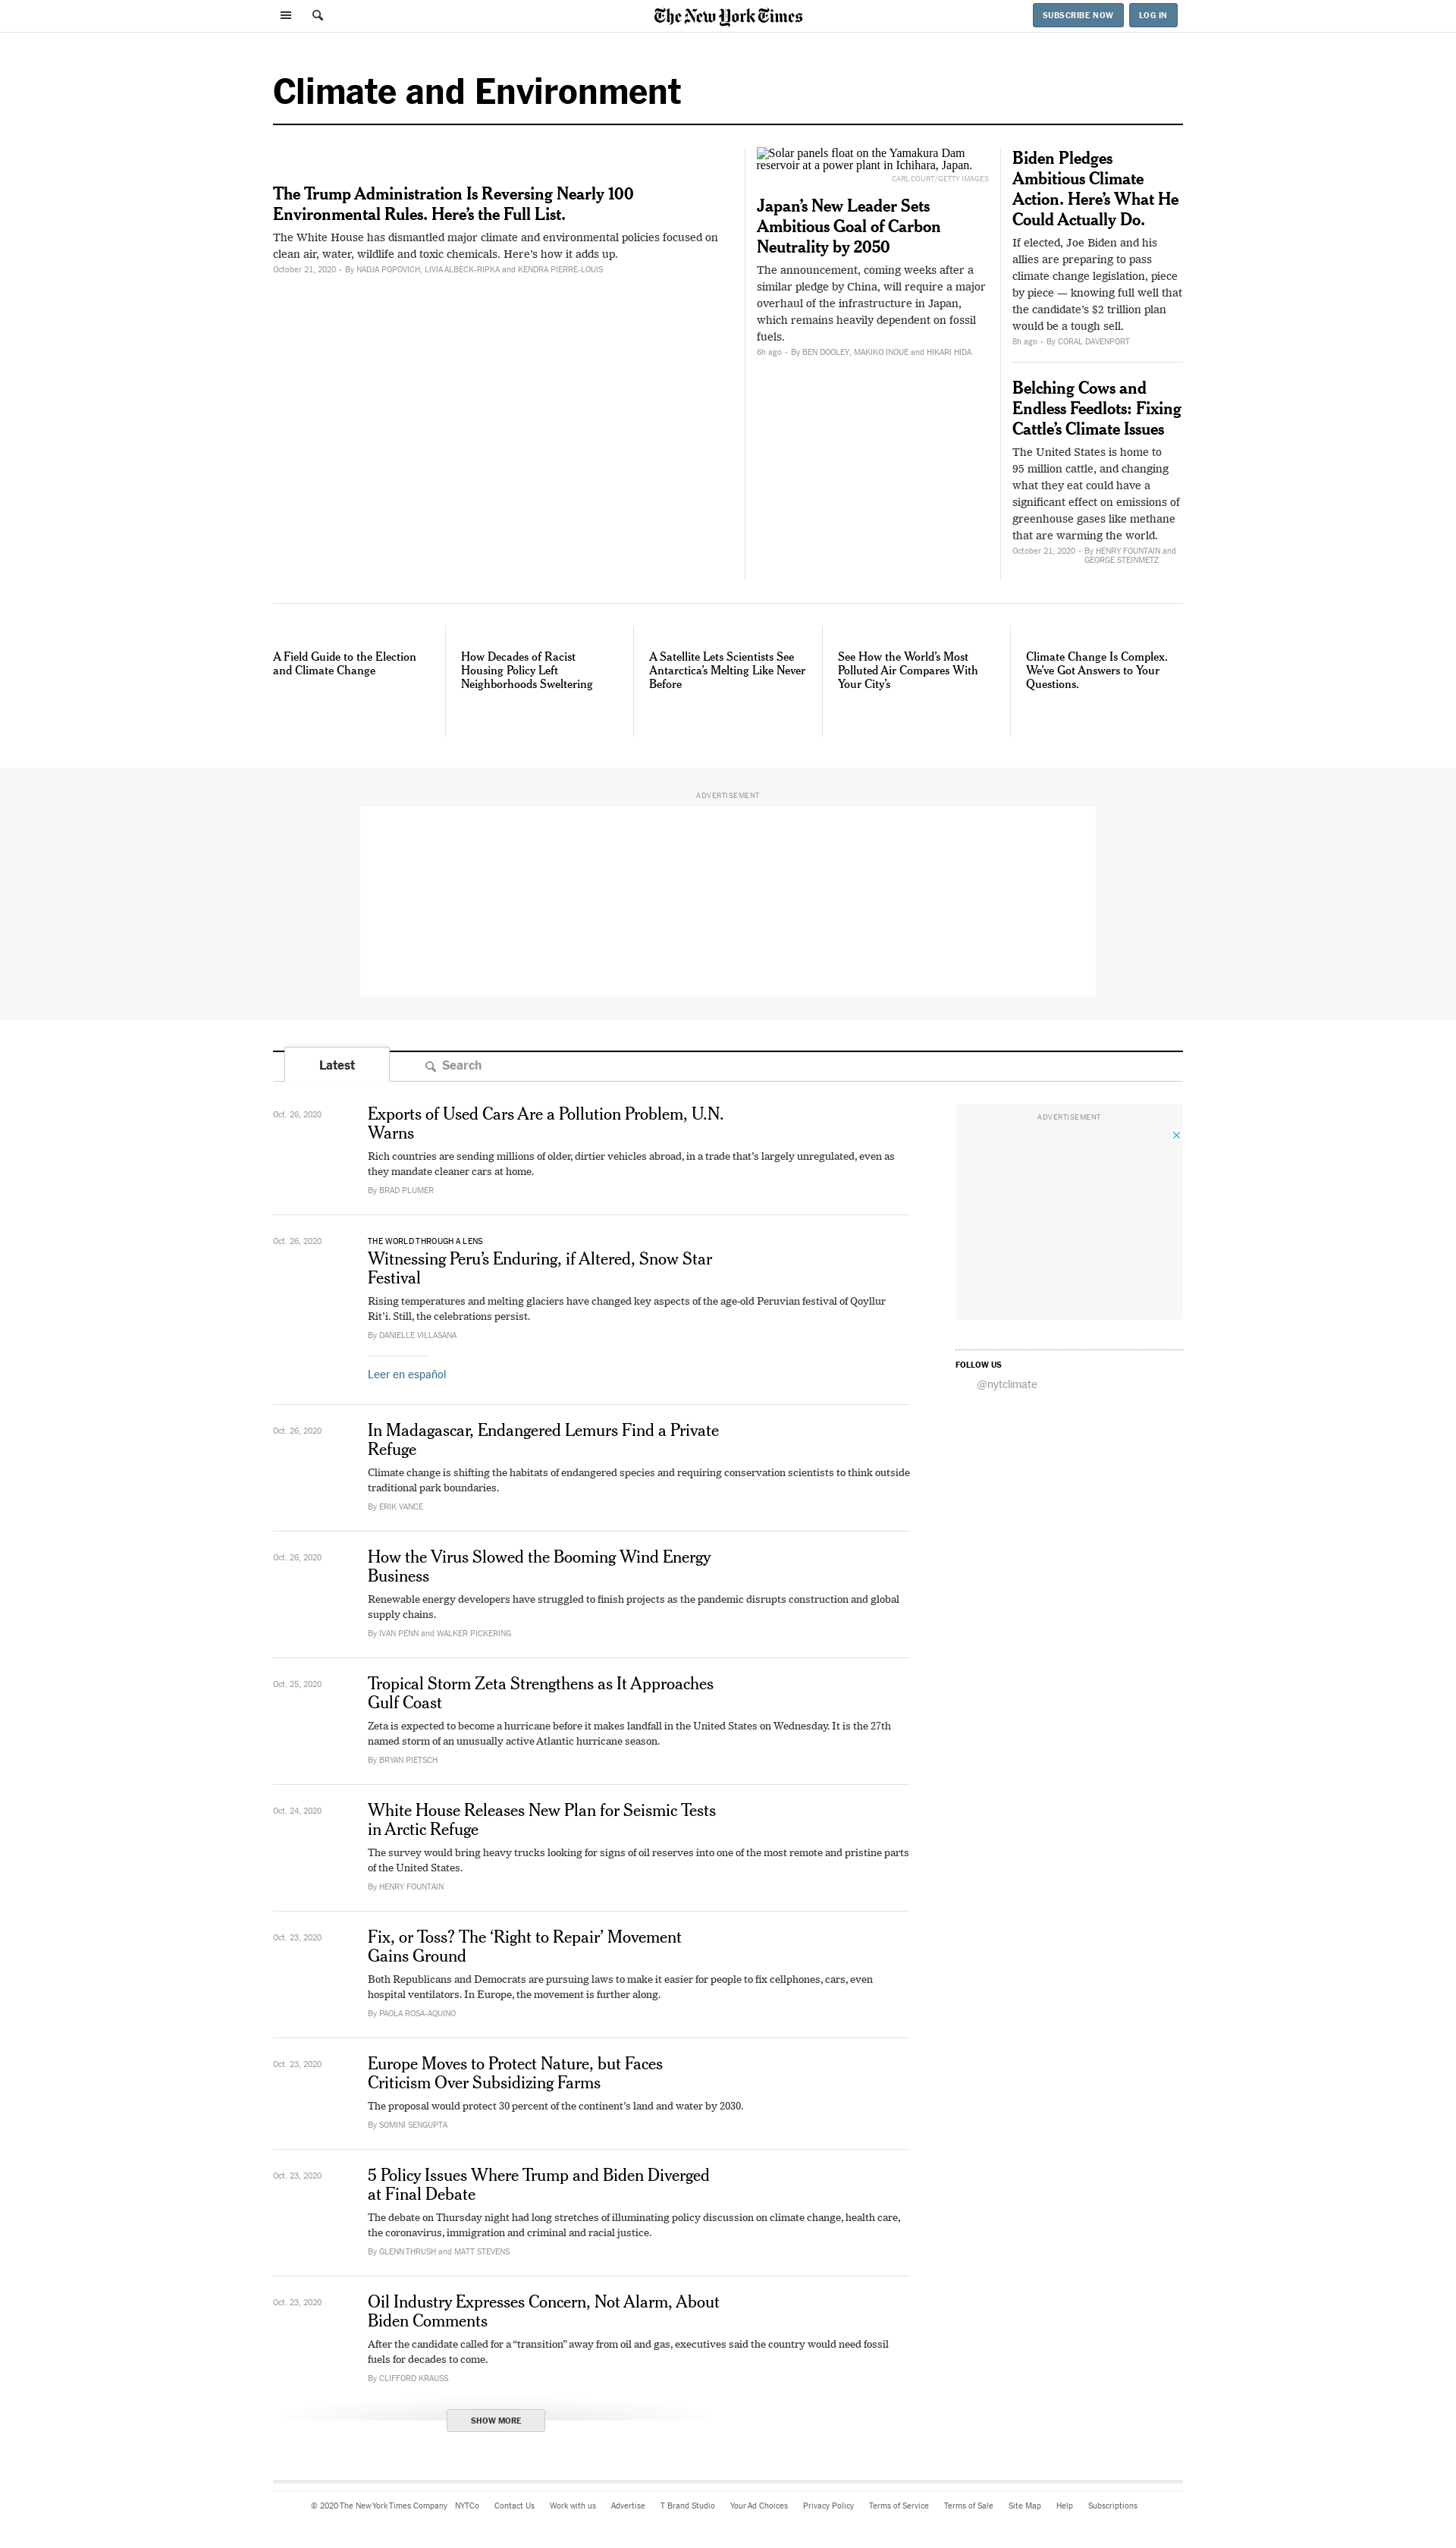 The New York Times
SUBSCRIBE NOW
LOG IN
Climate and Environment
The Trump Administration Is Reversing Nearly 100
Environmental Rules. Here’s the Full List.
The White House has dismantled major climate and environmental policies focused on
clean air, water, wildlife and toxic chemicals. Here’s how it adds up.
October 21, 2020 • By NADJA POPOVICH, LIVIA ALBECK-RIPKA and KENDRA PIERRE-LOUIS
Solar panels float on the Yamakura Dam
reservoir at a power plant in Ichihara, Japan.
CARL COURT/GETTY IMAGES
Japan’s New Leader Sets
Ambitious Goal of Carbon
Neutrality by 2050
The announcement, coming weeks after a
similar pledge by China, will require a major
overhaul of the infrastructure in Japan,
which remains heavily dependent on fossil
fuels.
6h ago • By BEN DOOLEY, MAKIKO INOUE and HIKARI HIDA
Biden Pledges
Ambitious Climate
Action. Here’s What He
Could Actually Do.
If elected, Joe Biden and his
allies are preparing to pass
climate change legislation, piece
by piece — knowing full well that
the candidate’s $2 trillion plan
would be a tough sell.
8h ago • By CORAL DAVENPORT
Belching Cows and
Endless Feedlots: Fixing
Cattle’s Climate Issues
The United States is home to
95 million cattle, and changing
what they eat could have a
significant effect on emissions of
greenhouse gases like methane
that are warming the world.
October 21, 2020 • By HENRY FOUNTAIN and
GEORGE STEINMETZ
A Field Guide to the Election
and Climate Change
How Decades of Racist
Housing Policy Left
Neighborhoods Sweltering
A Satellite Lets Scientists See
Antarctica’s Melting Like Never
Before
See How the World’s Most
Polluted Air Compares With
Your City’s
Climate Change Is Complex.
We’ve Got Answers to Your
Questions.
ADVERTISEMENT
Latest
Search
Oct. 26, 2020
Exports of Used Cars Are a Pollution Problem, U.N.
Warns
Rich countries are sending millions of older, dirtier vehicles abroad, in a trade that’s largely unregulated, even as
they mandate cleaner cars at home.
By BRAD PLUMER
Oct. 26, 2020
THE WORLD THROUGH A LENS
Witnessing Peru’s Enduring, if Altered, Snow Star
Festival
Rising temperatures and melting glaciers have changed key aspects of the age-old Peruvian festival of Qoyllur
Rit’i. Still, the celebrations persist.
By DANIELLE VILLASANA
Leer en español
Oct. 26, 2020
In Madagascar, Endangered Lemurs Find a Private
Refuge
Climate change is shifting the habitats of endangered species and requiring conservation scientists to think outside
traditional park boundaries.
By ERIK VANCE
Oct. 26, 2020
How the Virus Slowed the Booming Wind Energy
Business
Renewable energy developers have struggled to finish projects as the pandemic disrupts construction and global
supply chains.
By IVAN PENN and WALKER PICKERING
Oct. 25, 2020
Tropical Storm Zeta Strengthens as It Approaches
Gulf Coast
Zeta is expected to become a hurricane before it makes landfall in the United States on Wednesday. It is the 27th
named storm of an unusually active Atlantic hurricane season.
By BRYAN PIETSCH
Oct. 24, 2020
White House Releases New Plan for Seismic Tests
in Arctic Refuge
The survey would bring heavy trucks looking for signs of oil reserves into one of the most remote and pristine parts
of the United States.
By HENRY FOUNTAIN
Oct. 23, 2020
Fix, or Toss? The ‘Right to Repair’ Movement
Gains Ground
Both Republicans and Democrats are pursuing laws to make it easier for people to fix cellphones, cars, even
hospital ventilators. In Europe, the movement is further along.
By PAOLA ROSA-AQUINO
Oct. 23, 2020
Europe Moves to Protect Nature, but Faces
Criticism Over Subsidizing Farms
The proposal would protect 30 percent of the continent’s land and water by 2030.
By SOMINI SENGUPTA
Oct. 23, 2020
5 Policy Issues Where Trump and Biden Diverged
at Final Debate
The debate on Thursday night had long stretches of illuminating policy discussion on climate change, health care,
the coronavirus, immigration and criminal and racial justice.
By GLENN THRUSH and MATT STEVENS
Oct. 23, 2020
Oil Industry Expresses Concern, Not Alarm, About
Biden Comments
After the candidate called for a “transition” away from oil and gas, executives said the country would need fossil
fuels for decades to come.
By CLIFFORD KRAUSS
SHOW MORE
ADVERTISEMENT
FOLLOW US
@nytclimate
© 2020 The New York Times Company NYTCo Contact Us Work with us Advertise T Brand Studio Your Ad Choices Privacy Policy Terms of Service Terms of Sale Site Map Help Subscriptions